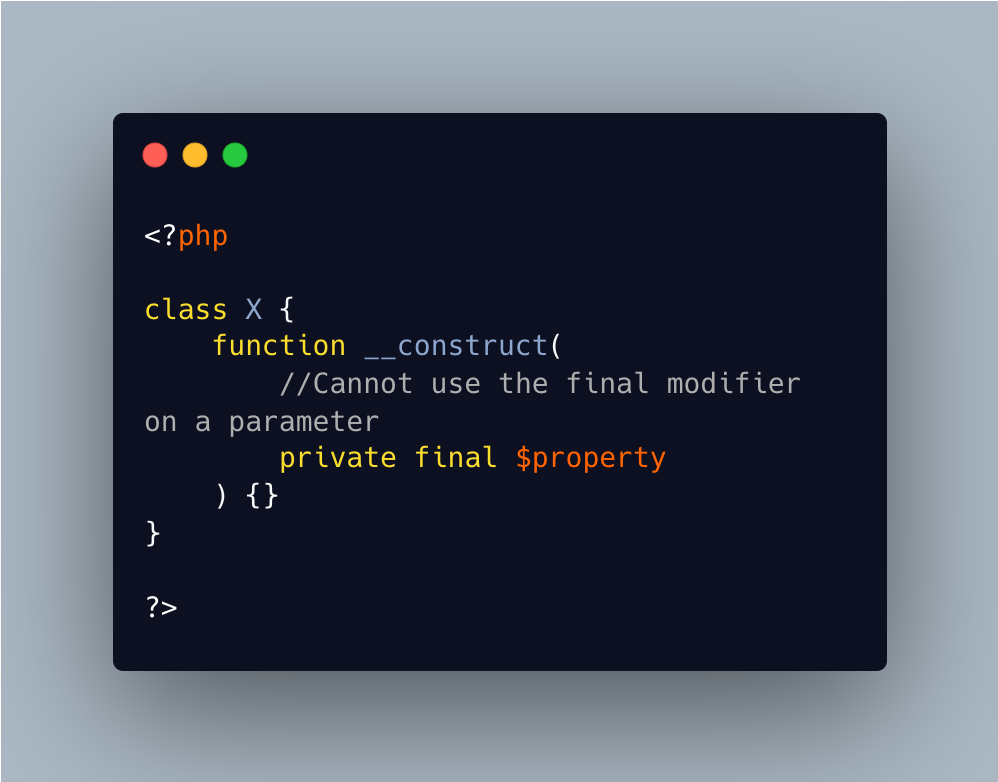 <?php
class X {
function __construct(
//Cannot use the final modifier
on a parameter
private final $property
) {}
}
?>